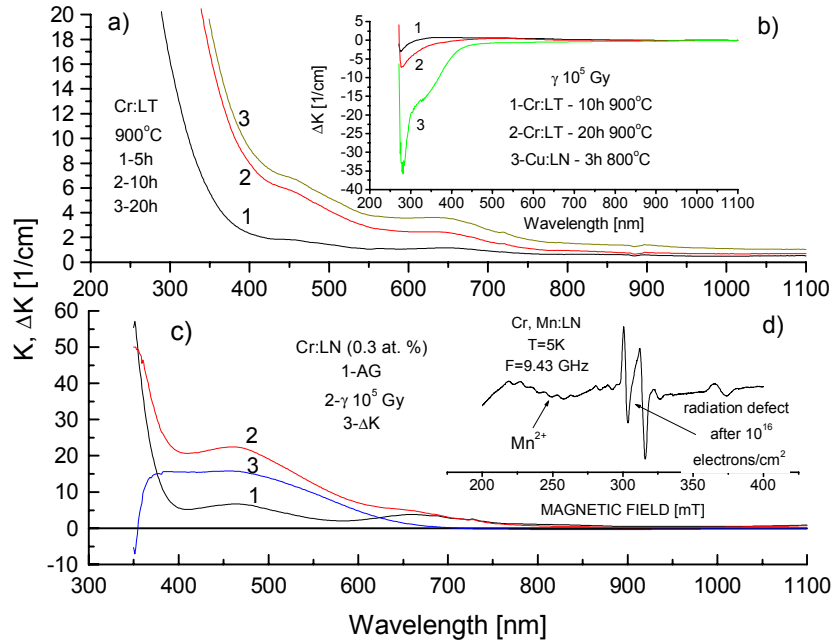 K, ΔK [1/cm]
a)
20
18
16
14
12
10
8
6
4
2
0
Cr:LT
900°C
1-5h
2-10h
3-20h
3
2
1
200 300 400 500 600 700 800 900 1000 1100
b)
ΔK [1/cm]
5
0
-5
-10
-15
-20
-25
-30
-35
1
2
3
γ 10⁵ Gy
1-Cr:LT - 10h 900°C
2-Cr:LT - 20h 900°C
3-Cu:LN - 3h 800°C
200 300 400 500 600 700 800 900 1000 1100
Wavelength [nm]
c)
60
50
40
30
20
10
0
-10
Cr:LN (0.3 at. %)
1-AG
2-γ 10⁵ Gy
3-ΔK
2
3
1
300 400 500 600 700 800 900 1000 1100
Wavelength [nm]
d)
Cr, Mn:LN
T=5K
F=9.43 GHz
Mn²⁺
radiation defect
after 10¹⁶
electrons/cm²
200 250 300 350 400
MAGNETIC FIELD [mT]